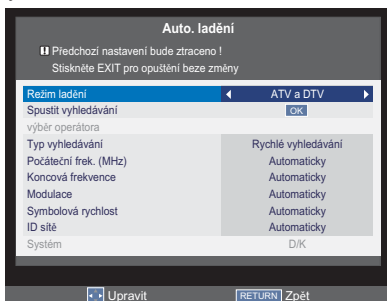 Auto. ladění
Předchozí nastavení bude ztraceno !
Stiskněte EXIT pro opuštění beze změny
Režim ladění ATV a DTV
Spustit vyhledávání OK
výběr operátora
Typ vyhledávání Rychlé vyhledávání
Počáteční frek. (MHz) Automaticky
Koncová frekvence Automaticky
Modulace Automaticky
Symbolová rychlost Automaticky
ID sítě Automaticky
Systém D/K
Upravit RETURN Zpět